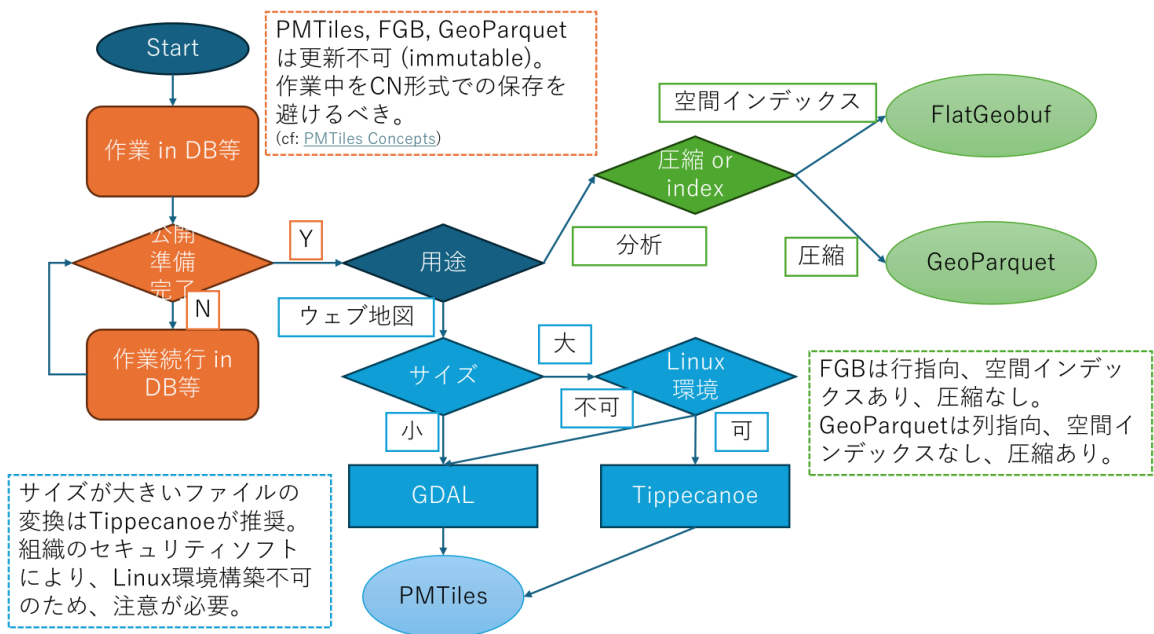 Start
PMTiles, FGB, GeoParquet
は更新不可 (immutable)。
作業中をCN形式での保存を
避けるべき。
(cf: PMTiles Concepts)
作業 in DB等
空間インデックス
FlatGeobuf
圧縮 or
index
分析
圧縮
GeoParquet
公開
準備
完了
Y
用途
N
ウェブ地図
作業続行 in
DB等
サイズ
大
Linux
環境
不可
小
可
FGBは行指向、空間インデッ
クスあり、圧縮なし。
GeoParquetは列指向、空間イ
ンデックスなし、圧縮あり。
GDAL
Tippecanoe
サイズが大きいファイルの
変換はTippecanoeが推奨。
組織のセキュリティソフト
により、Linux環境構築不可
のため、注意が必要。
PMTiles